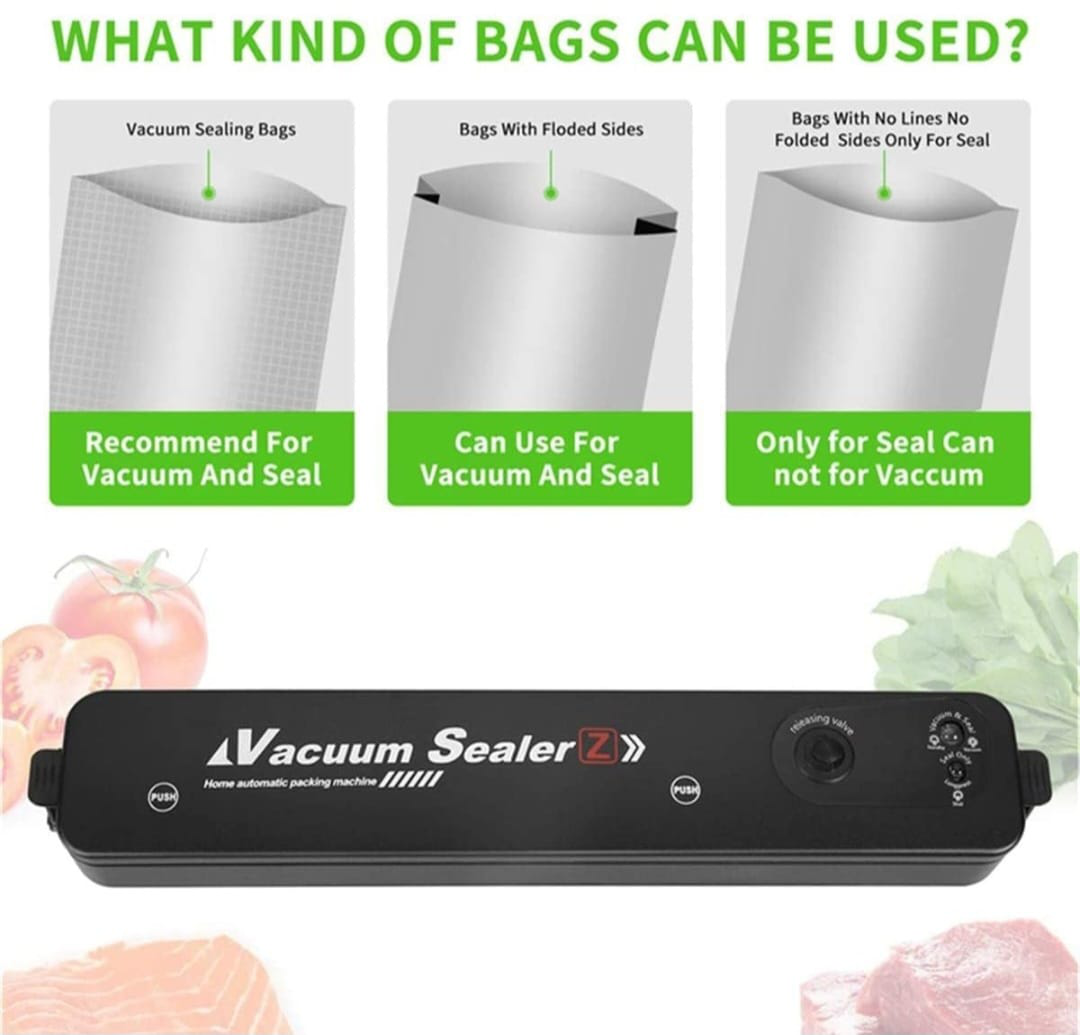 WHAT KIND OF BAGS CAN BE USED?
Vacuum Sealing Bags
Recommend For
Vacuum And Seal
Bags With Floded Sides
Can Use For
Vacuum And Seal
Bags With No Lines No
Folded Sides Only For Seal
Only for Seal Can
not for Vaccum
Vacuum Sealer Z
Home automatic packing machine
PUSH
PUSH
releasing valve
Vacuum & Seal
Seal Only